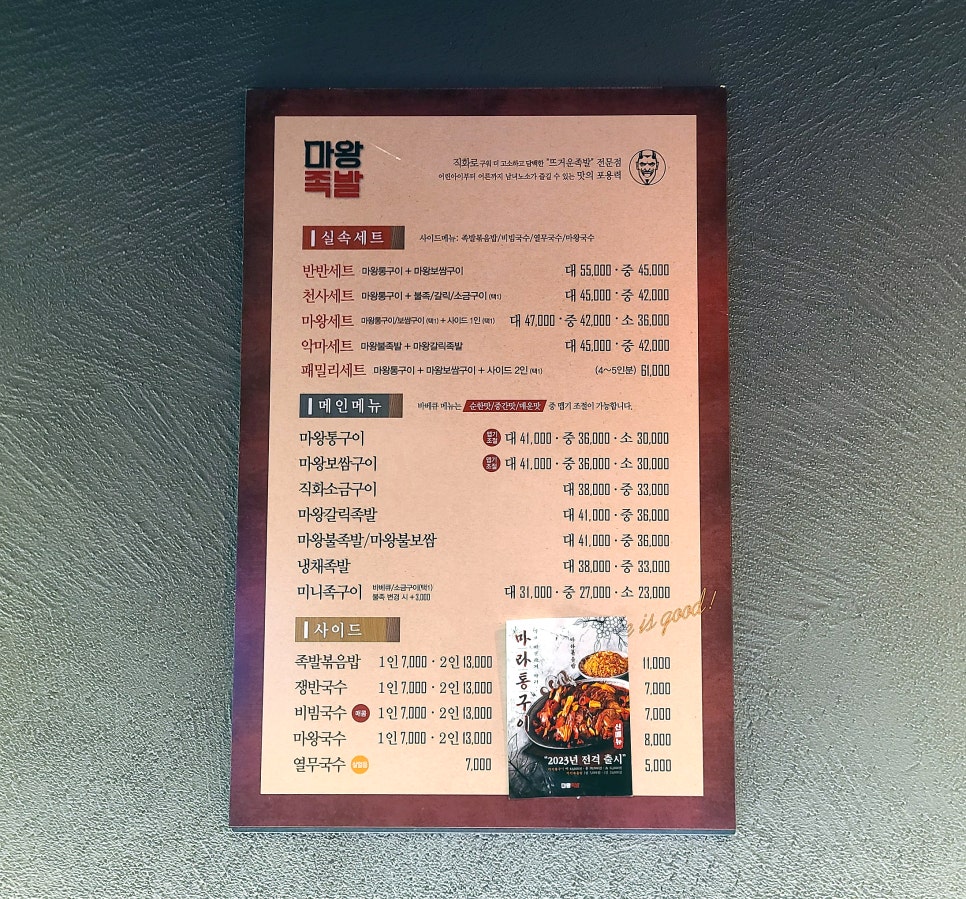 마왕
족발
직화로 구워 더 고소하고 담백한 "뜨거운족발" 전문점
어린아이부터 어른까지 남녀노소가 즐길 수 있는 맛의 포용력
실속세트 사이드메뉴: 족발볶음밥/비빔국수/열무국수/마왕국수
반반세트 마왕통구이 + 마왕보쌈구이 대 55,000 · 중 45,000
천사세트 마왕통구이 + 불족/갈릭/소금구이 (택1) 대 45,000 · 중 42,000
마왕세트 마왕통구이/보쌈구이 (택1) + 사이드 1인 (택1) 대 47,000 · 중 42,000 · 소 36,000
악마세트 마왕불족발 + 마왕갈릭족발 대 45,000 · 중 42,000
패밀리세트 마왕통구이 + 마왕보쌈구이 + 사이드 2인 (택1) (4~5인분) 61,000
메인메뉴 바베큐 메뉴는 순한맛/중간맛/매운맛 중 맵기 조절이 가능합니다.
마왕통구이 맵기 조절 대 41,000 · 중 36,000 · 소 30,000
마왕보쌈구이 맵기 조절 대 41,000 · 중 36,000 · 소 30,000
직화소금구이 대 38,000 · 중 33,000
마왕갈릭족발 대 41,000 · 중 36,000
마왕불족발/마왕불보쌈 대 41,000 · 중 36,000
냉채족발 대 38,000 · 중 33,000
미니족구이 바베큐/소금구이(택1) 대 31,000 · 중 27,000 · 소 23,000
불족 변경 시 +3,000
is good!
사이드
족발볶음밥 1인 7,000 · 2인 13,000 11,000
쟁반국수 1인 7,000 · 2인 13,000 7,000
비빔국수 매콤 1인 7,000 · 2인 13,000 7,000
마왕국수 1인 7,000 · 2인 13,000 8,000
열무국수 7,000 5,000
마라통구이
마라볶음밥
신메뉴
"2023년 전격 출시"
마왕족발